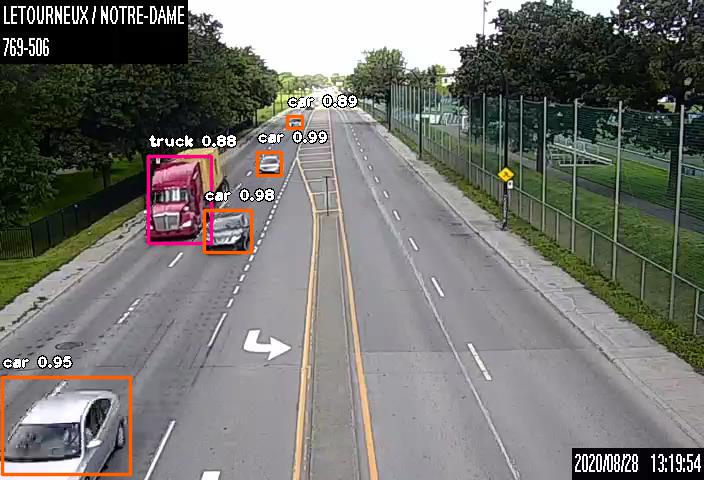 LETOURNEUX / NOTRE-DAME
769-506
car 0.89
car 0.99
truck 0.88
car 0.98
car 0.95
2020/08/28 13:19:54